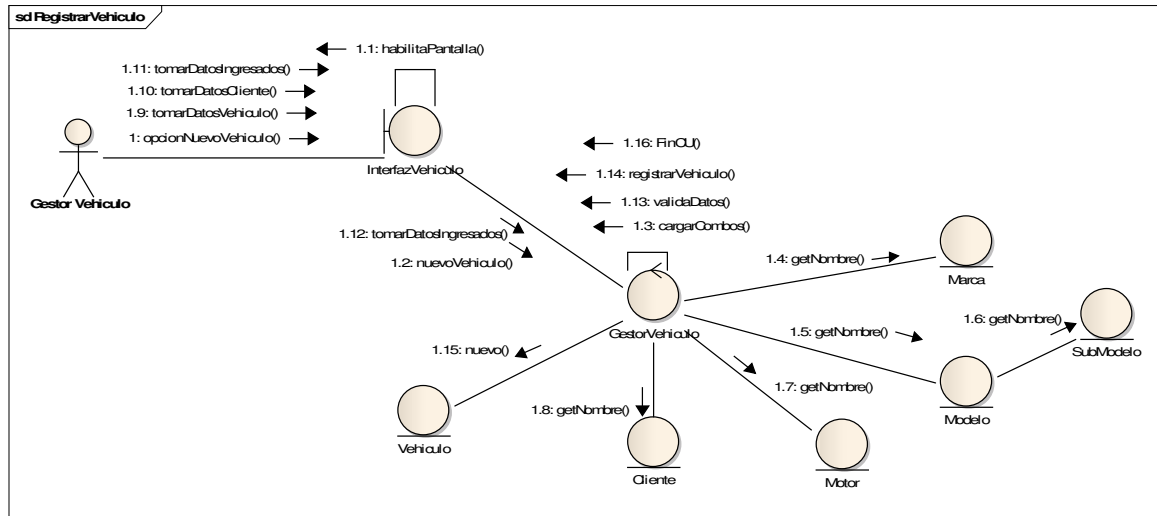 sd RegistrarVehiculo
1.1: habilitaPantalla()
1.11: tomarDatosIngresados()
1.10: tomarDatosCliente()
1.9: tomarDatosVehiculo()
1: opcionNuevoVehiculo()
Gestor Vehiculo
InterfazVehiculo
1.16: FinCU()
1.14: registrarVehiculo()
1.13: validaDatos()
1.3: cargarCombos()
1.12: tomarDatosIngresados()
1.2: nuevoVehiculo()
1.4: getNombre()
Marca
GestorVehiculo
1.5: getNombre()
1.6: getNombre()
SubModelo
1.15: nuevo()
1.7: getNombre()
1.8: getNombre()
Modelo
Vehiculo
Cliente
Motor